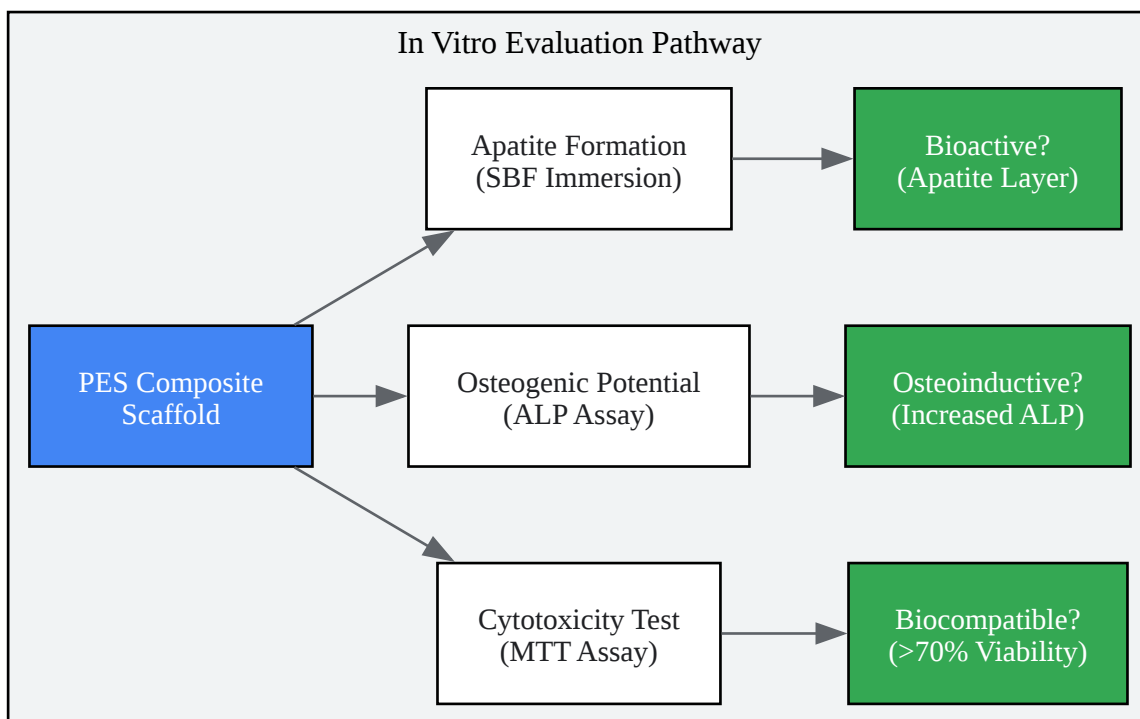 In Vitro Evaluation Pathway
Apatite Formation
(SBF Immersion)
Bioactive?
(Apatite Layer)
PES Composite
Scaffold
Osteogenic Potential
(ALP Assay)
Osteoinductive?
(Increased ALP)
Cytotoxicity Test
(MTT Assay)
Biocompatible?
(>70% Viability)